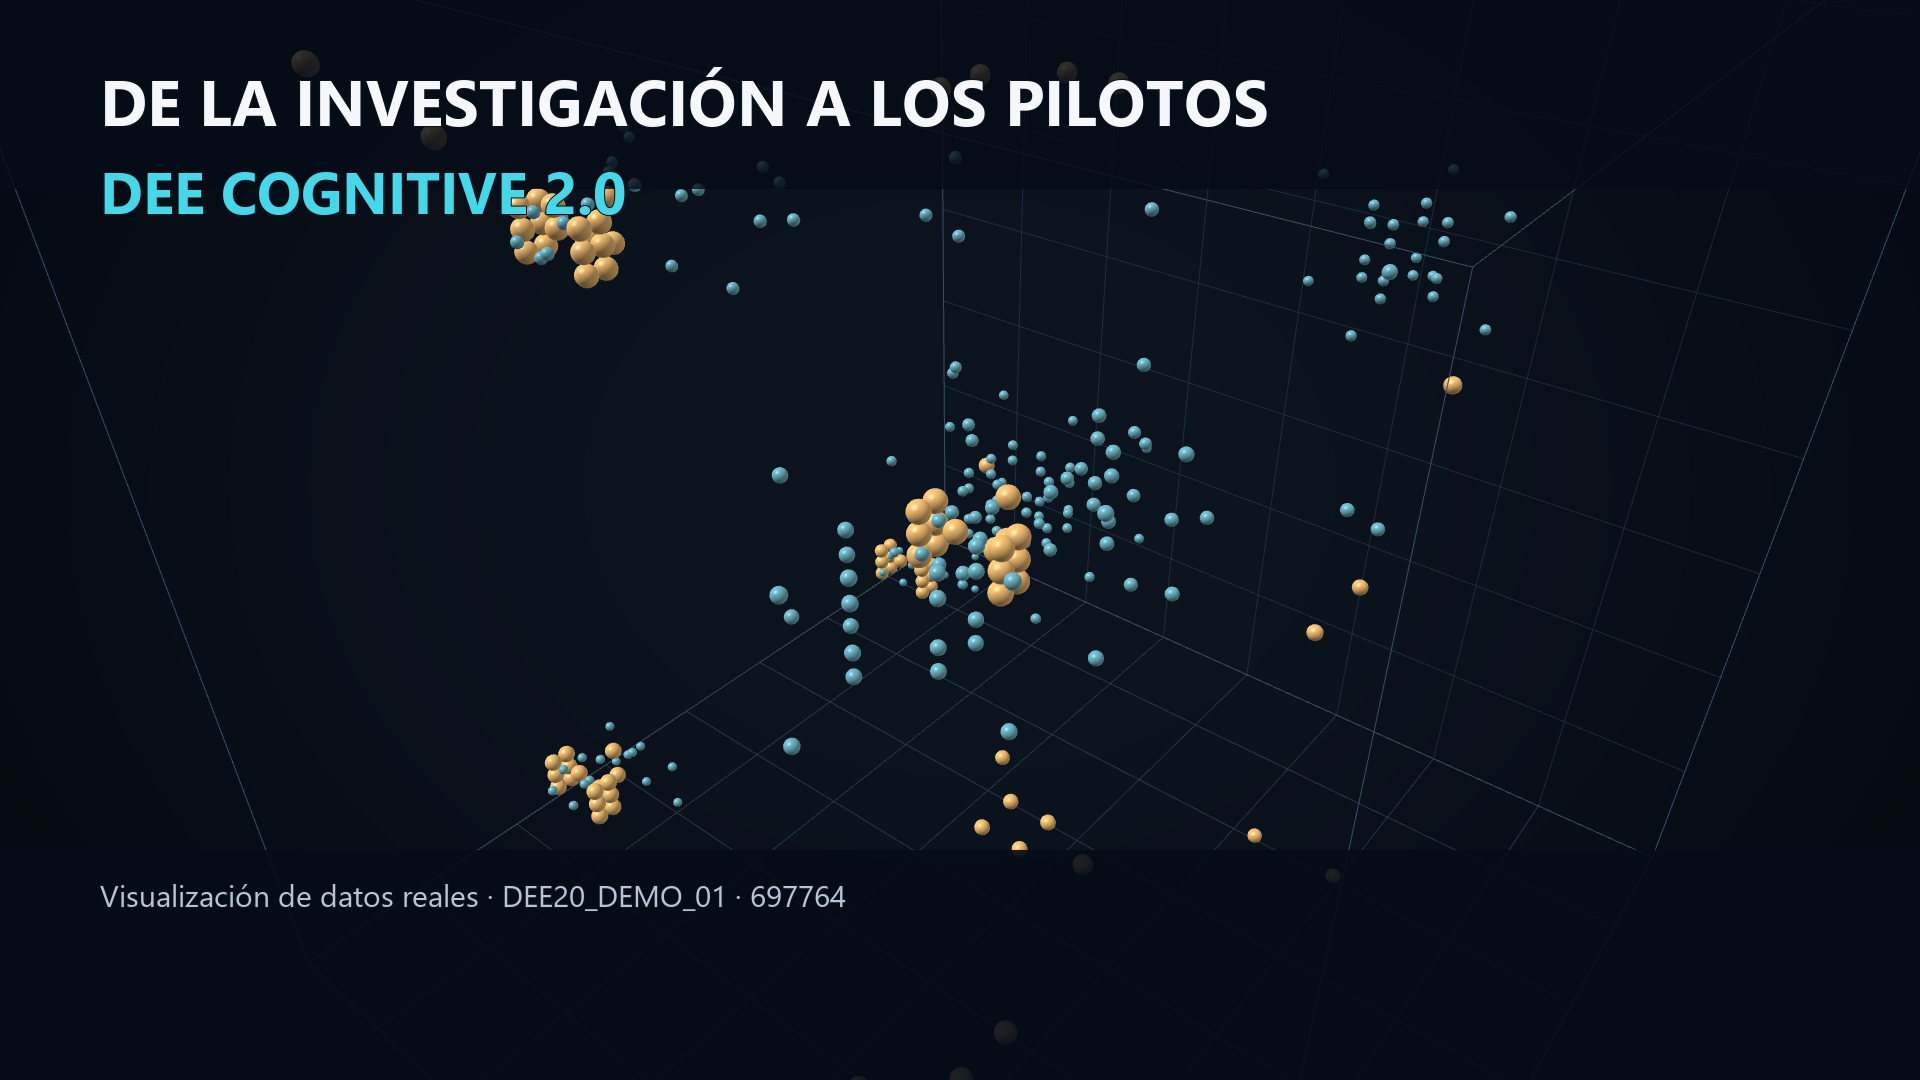 DE LA INVESTIGACIÓN A LOS PILOTOS
DEE COGNITIVE 2.0
Visualización de datos reales · DEE20_DEMO_01 · 697764